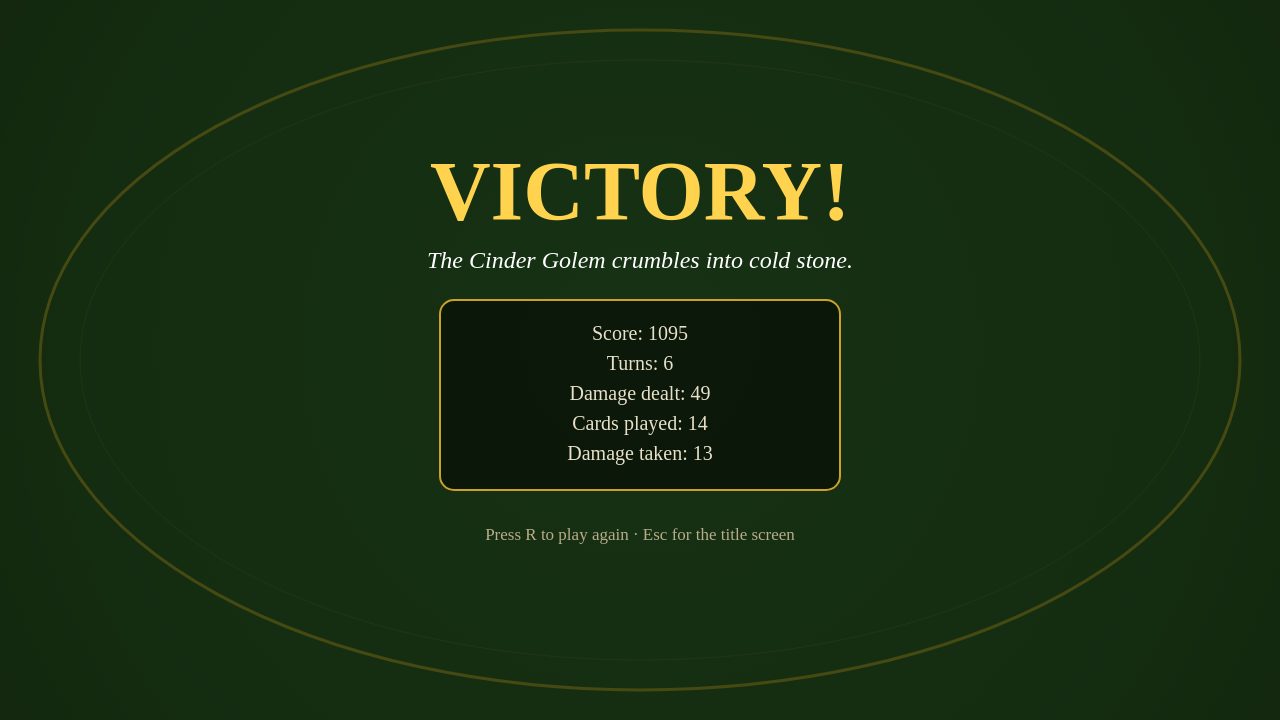 VICTORY!
The Cinder Golem crumbles into cold stone.
Score: 1095
Turns: 6
Damage dealt: 49
Cards played: 14
Damage taken: 13
Press R to play again · Esc for the title screen